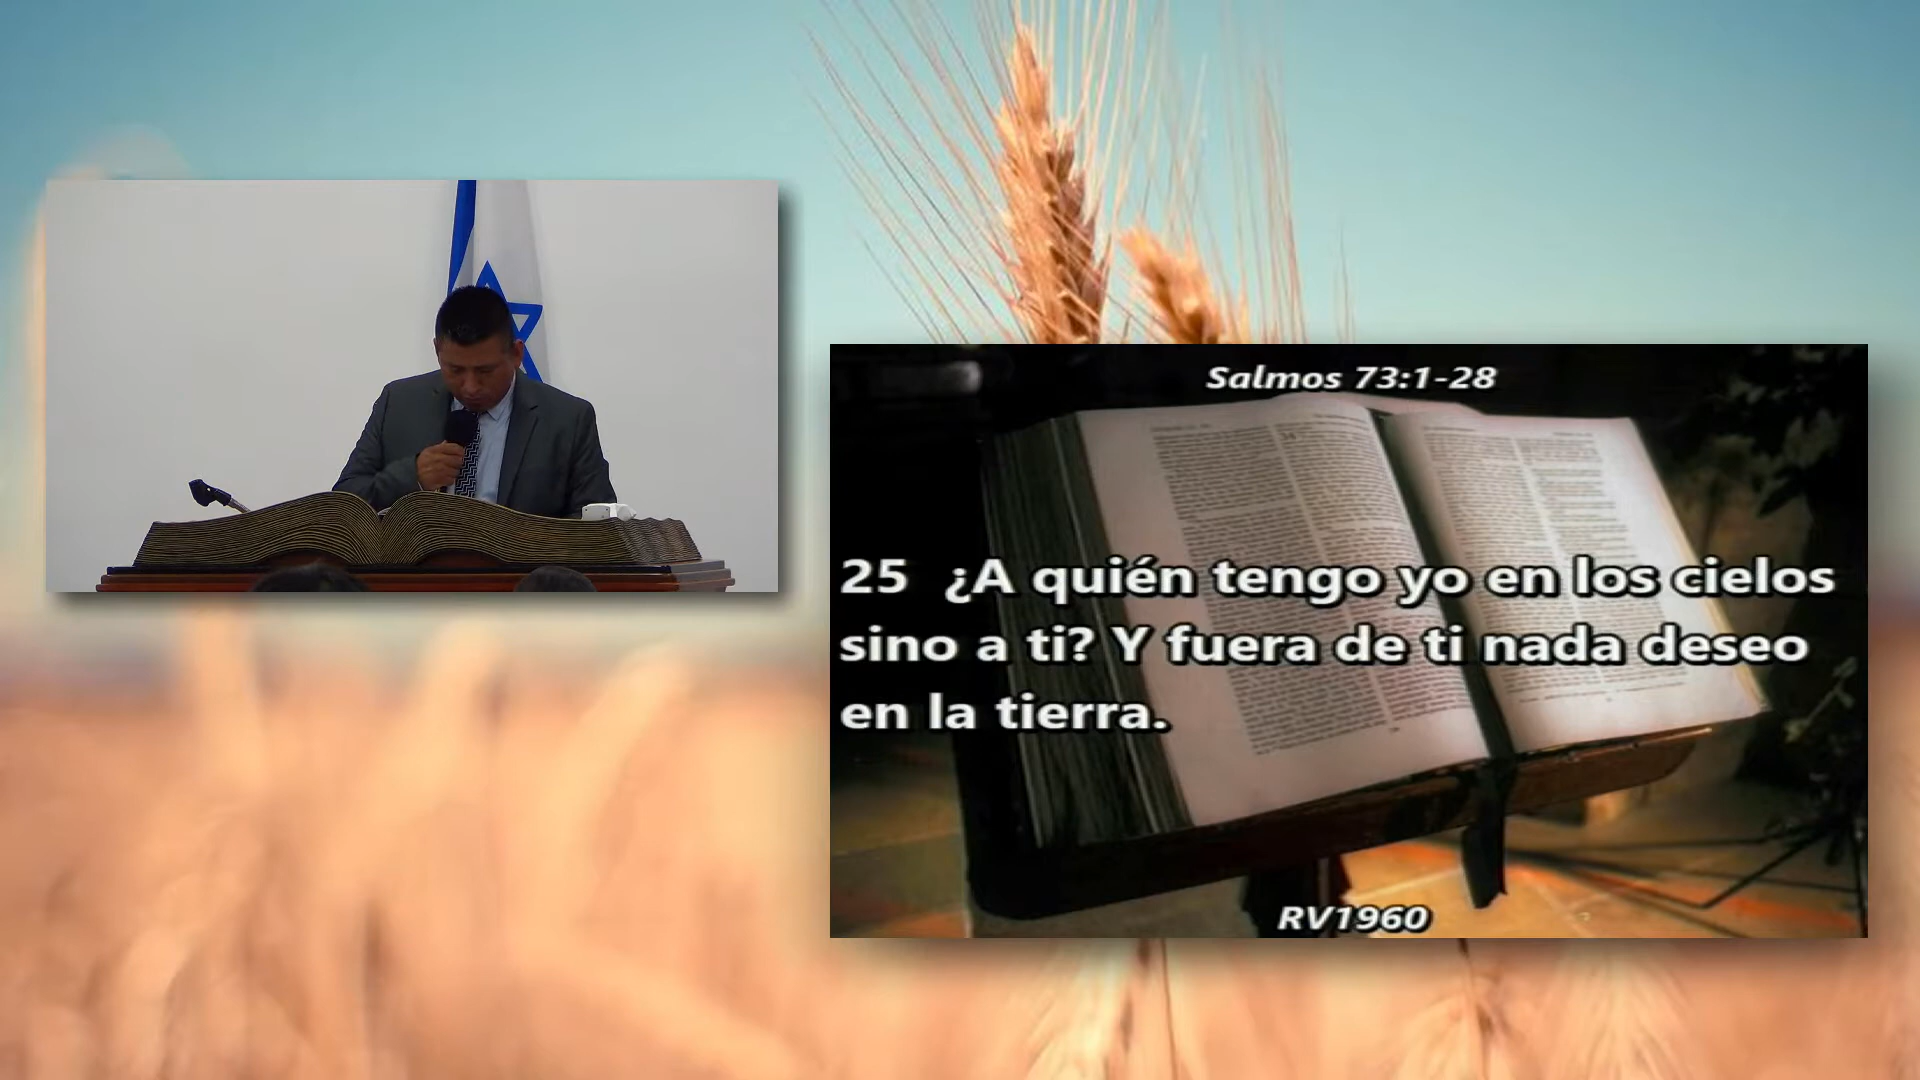 Salmos 73:1-28
25 ¿A quién tengo yo en los cielos
sino a ti? Y fuera de ti nada deseo
en la tierra.
RV1960